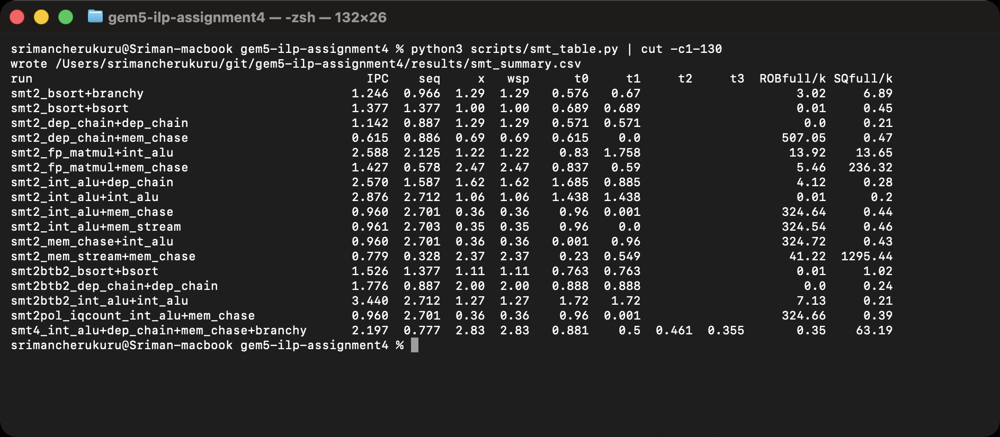 gem5-ilp-assignment4 — -zsh — 132×26
srimancherukuru@Sriman-macbook gem5-ilp-assignment4 % python3 scripts/smt_table.py | cut -c1-130
wrote /Users/srimancherukuru/git/gem5-ilp-assignment4/results/smt_summary.csv
run IPC seq x wsp t0 t1 t2 t3 ROBfull/k SQfull/k
smt2_bsort+branchy 1.246 0.966 1.29 1.29 0.576 0.67 3.02 6.89
smt2_bsort+bsort 1.377 1.377 1.00 1.00 0.689 0.689 0.01 0.45
smt2_dep_chain+dep_chain 1.142 0.887 1.29 1.29 0.571 0.571 0.0 0.21
smt2_dep_chain+mem_chase 0.615 0.886 0.69 0.69 0.615 0.0 507.05 0.47
smt2_fp_matmul+int_alu 2.588 2.125 1.22 1.22 0.83 1.758 13.92 13.65
smt2_fp_matmul+mem_chase 1.427 0.578 2.47 2.47 0.837 0.59 5.46 236.32
smt2_int_alu+dep_chain 2.570 1.587 1.62 1.62 1.685 0.885 4.12 0.28
smt2_int_alu+int_alu 2.876 2.712 1.06 1.06 1.438 1.438 0.01 0.2
smt2_int_alu+mem_chase 0.960 2.701 0.36 0.36 0.96 0.001 324.64 0.44
smt2_int_alu+mem_stream 0.961 2.703 0.35 0.35 0.96 0.0 324.54 0.46
smt2_mem_chase+int_alu 0.960 2.701 0.36 0.36 0.001 0.96 324.72 0.43
smt2_mem_stream+mem_chase 0.779 0.328 2.37 2.37 0.23 0.549 41.22 1295.44
smt2btb2_bsort+bsort 1.526 1.377 1.11 1.11 0.763 0.763 0.01 1.02
smt2btb2_dep_chain+dep_chain 1.776 0.887 2.00 2.00 0.888 0.888 0.0 0.24
smt2btb2_int_alu+int_alu 3.440 2.712 1.27 1.27 1.72 1.72 7.13 0.21
smt2pol_iqcount_int_alu+mem_chase 0.960 2.701 0.36 0.36 0.96 0.001 324.66 0.39
smt4_int_alu+dep_chain+mem_chase+branchy 2.197 0.777 2.83 2.83 0.881 0.5 0.461 0.355 0.35 63.19
srimancherukuru@Sriman-macbook gem5-ilp-assignment4 %